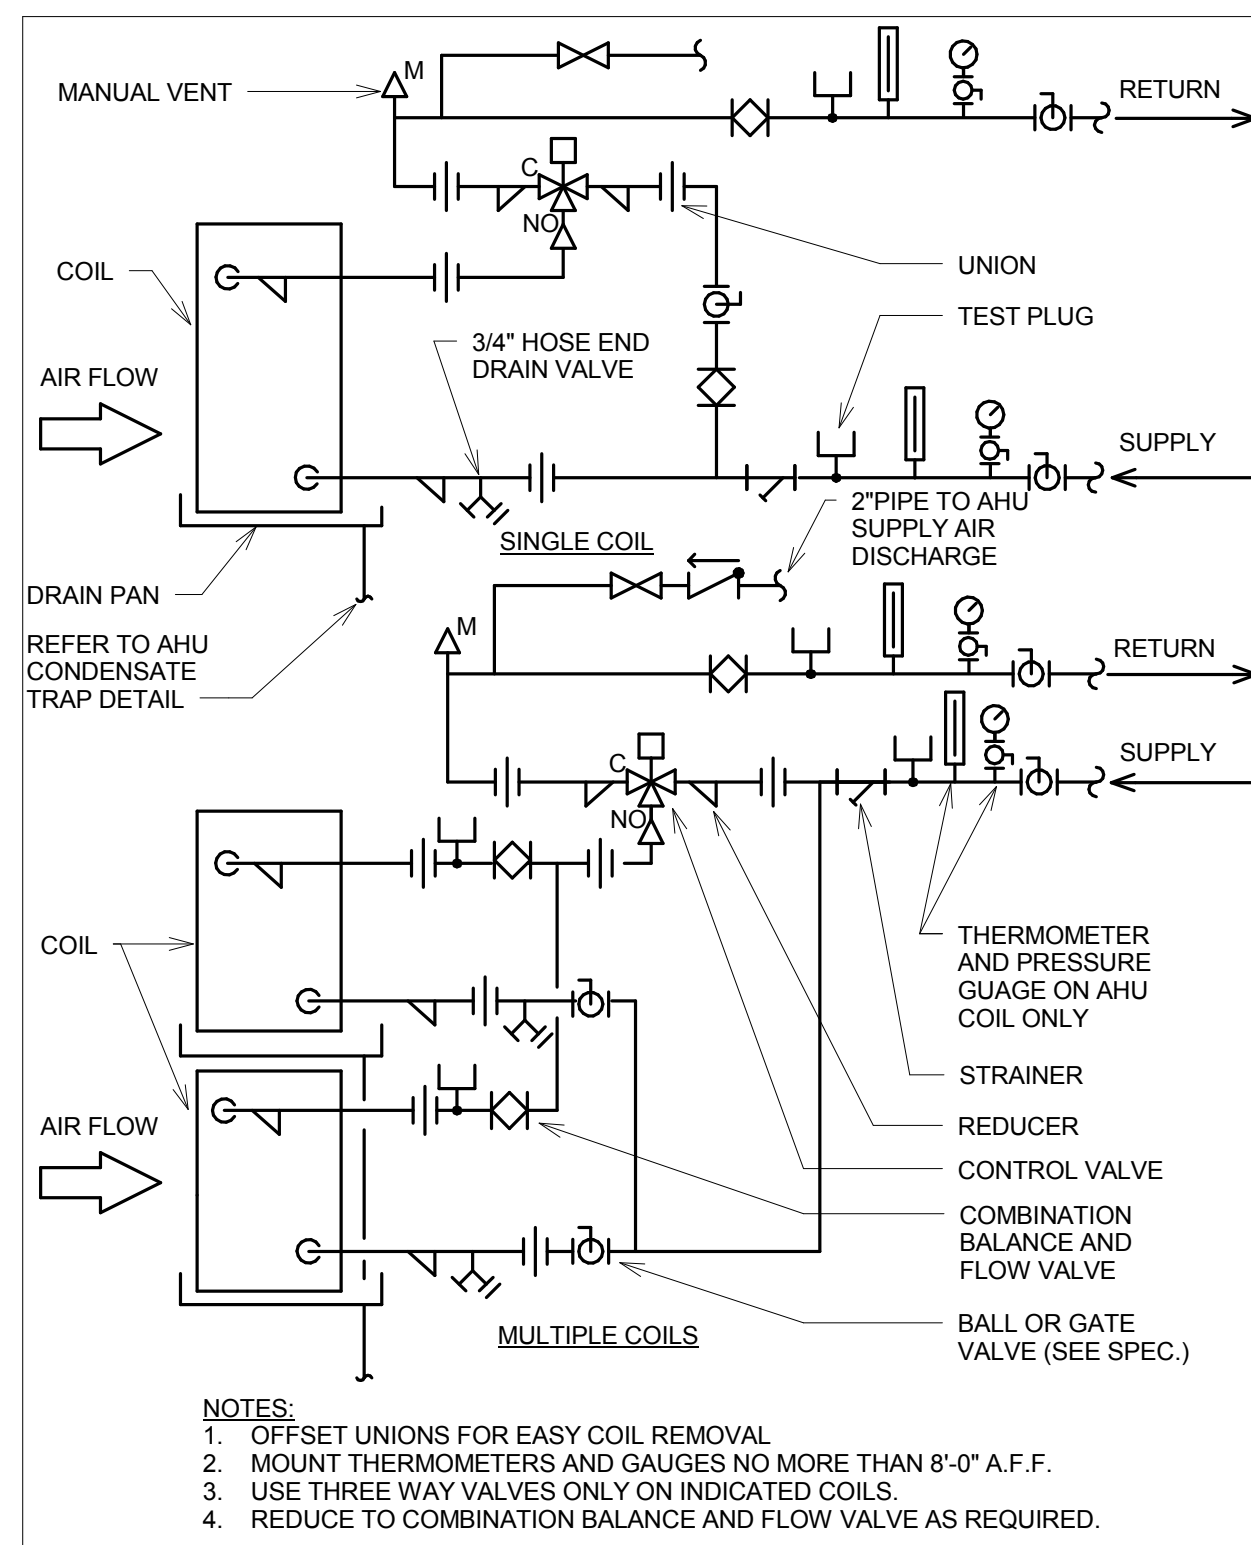 MANUAL VENT
M
RETURN
C
NO
COIL
UNION
TEST PLUG
3/4" HOSE END
DRAIN VALVE
AIR FLOW
SUPPLY
2"PIPE TO AHU
SUPPLY AIR
DISCHARGE
SINGLE COIL
DRAIN PAN
REFER TO AHU
CONDENSATE
TRAP DETAIL
M
RETURN
SUPPLY
C
NO
COIL
THERMOMETER
AND PRESSURE
GUAGE ON AHU
COIL ONLY
STRAINER
REDUCER
AIR FLOW
CONTROL VALVE
COMBINATION
BALANCE AND
FLOW VALVE
BALL OR GATE
VALVE (SEE SPEC.)
MULTIPLE COILS
NOTES:
1. OFFSET UNIONS FOR EASY COIL REMOVAL
2. MOUNT THERMOMETERS AND GAUGES NO MORE THAN 8'-0" A.F.F.
3. USE THREE WAY VALVES ONLY ON INDICATED COILS.
4. REDUCE TO COMBINATION BALANCE AND FLOW VALVE AS REQUIRED.